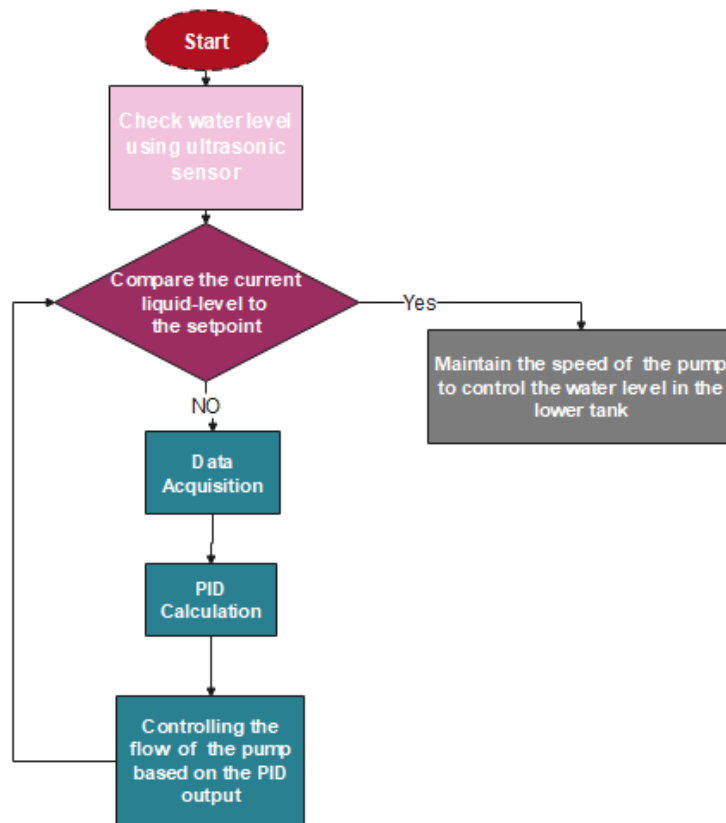 Start
Check water level
using ultrasonic
sensor
Compare the current
liquid-level to
the setpoint
Yes
Maintain the speed of the pump
to control the water level in the
lower tank
NO
Data
Acquisition
PID
Calculation
Controlling the
flow of the pump
based on the PID
output